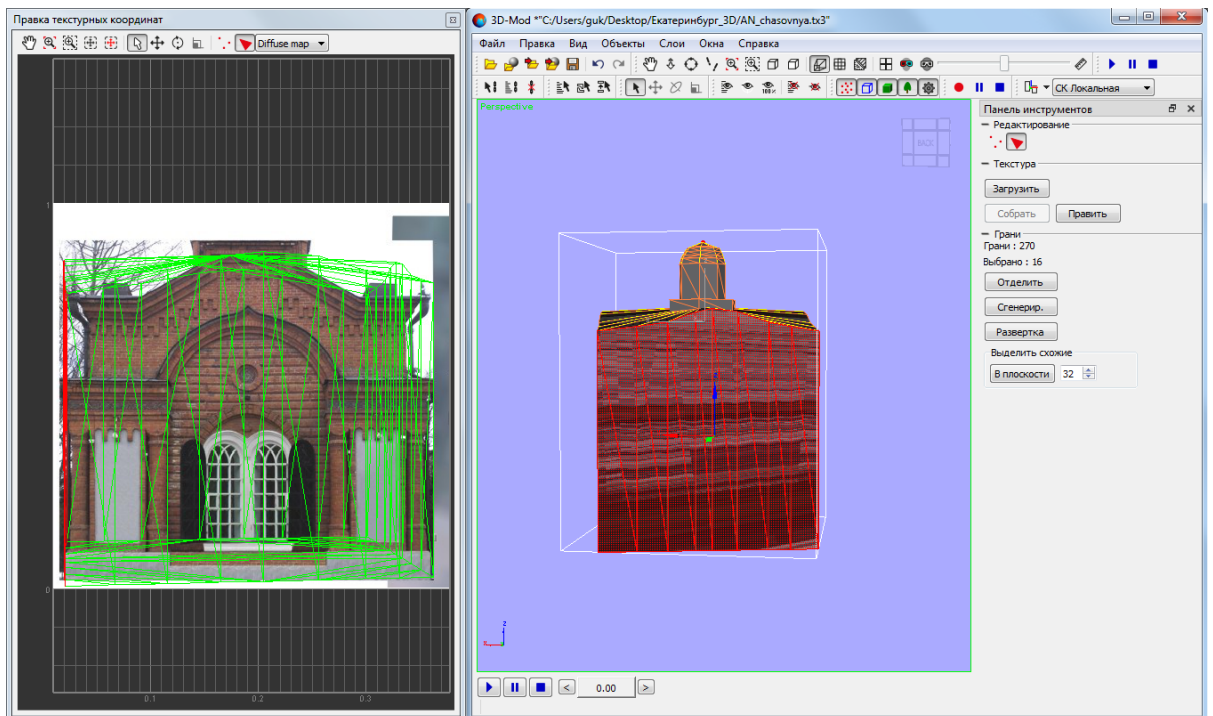 Правка текстурных координат
Diffuse map
1
0
0.1
0.2
0.3
3D-Mod *"C:/Users/guk/Desktop/Екатеринбург_3D/AN_chasovnya.tx3"
Файл Правка Вид Объекты Слои Окна Справка
100%
СК Локальная
Perspective
BACK
z
x
0.00
Панель инструментов
Редактирование
Текстура
Загрузить
Собрать Править
Грани
Грани : 270
Выбрано : 16
Отделить
Сгенерир.
Развертка
Выделить схожие
В плоскости 32